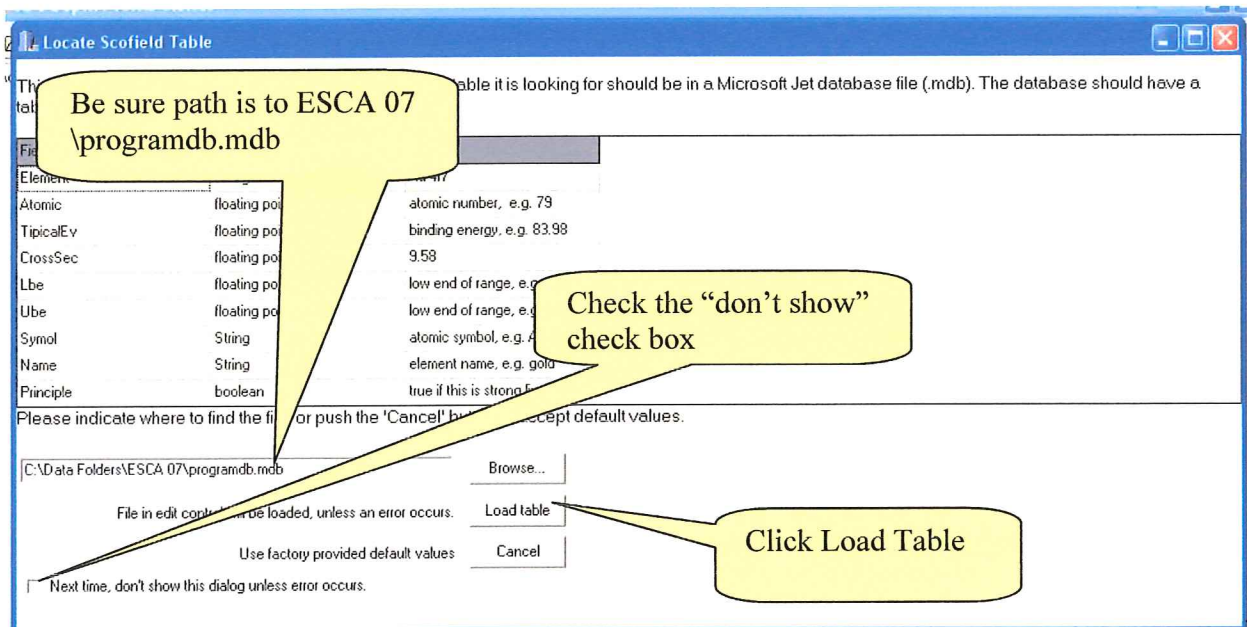 Locate Scofield Table
able it is looking for should be in a Microsoft Jet database file (.mdb). The database should have a
Be sure path is to ESCA 07
\programdb.mdb
Element
Atomic floating poi atomic number, e.g. 79
TipicalEv floating poi binding energy, e.g. 83.98
CrossSec floating poi 9.58
Lbe floating po low end of range, e.g.
Ube floating po low end of range, e.g.
Symol String atomic symbol, e.g. A
Name String element name, e.g. gold
Principle boolean true if this is strong
Check the “don’t show”
check box
Please indicate where to find the fi or push the 'Cancel' bu cept default values.
C:\Data Folders\ESCA 07\programdb.mdb Browse...
File in edit cont be loaded, unless an error occurs. Load table
Click Load Table
Use factory provided default values Cancel
Next time, don't show this dialog unless error occurs.